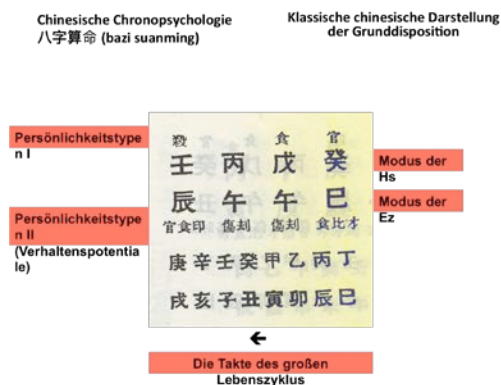 Chinesische Chronopsychologie
八字算命 (bazi suanming)
Klassische chinesische Darstellung
der Grunddisposition
Persönlichkeitstype
n I
殺 食 官
壬 丙 戊 癸
Modus der
Hs
辰 午 午 巳
Modus der
Ez
Persönlichkeitstype
n II
(Verhaltenspotentia
le)
官食印 傷刦 傷刦 食比才
庚 辛 壬 癸 甲 乙 丙 丁
戌 亥 子 丑 寅 卯 辰 巳
Die Takte des großen
Lebenszyklus